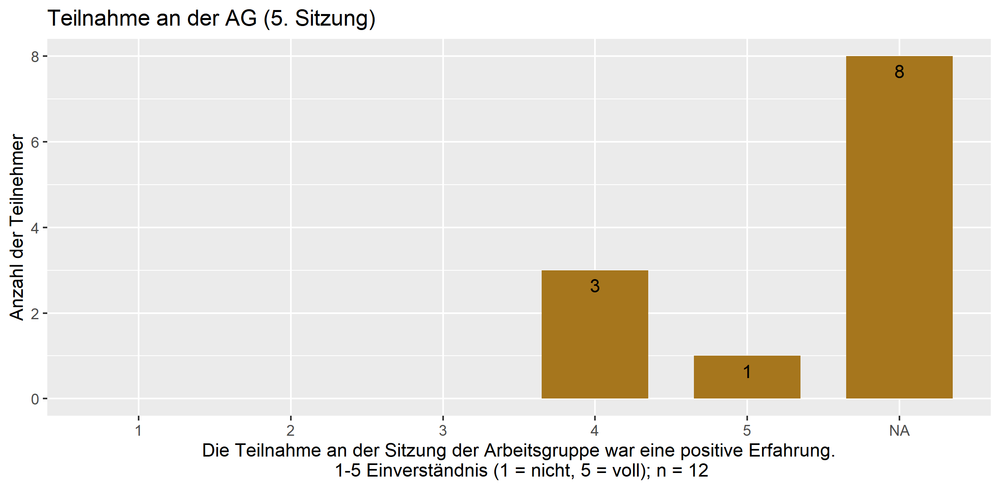 Teilnahme an der AG (5. Sitzung)
Anzahl der Teilnehmer
8
6
4
2
0
3
1
8
1
2
3
4
5
NA
Die Teilnahme an der Sitzung der Arbeitsgruppe war eine positive Erfahrung.
1-5 Einverständnis (1 = nicht, 5 = voll); n = 12